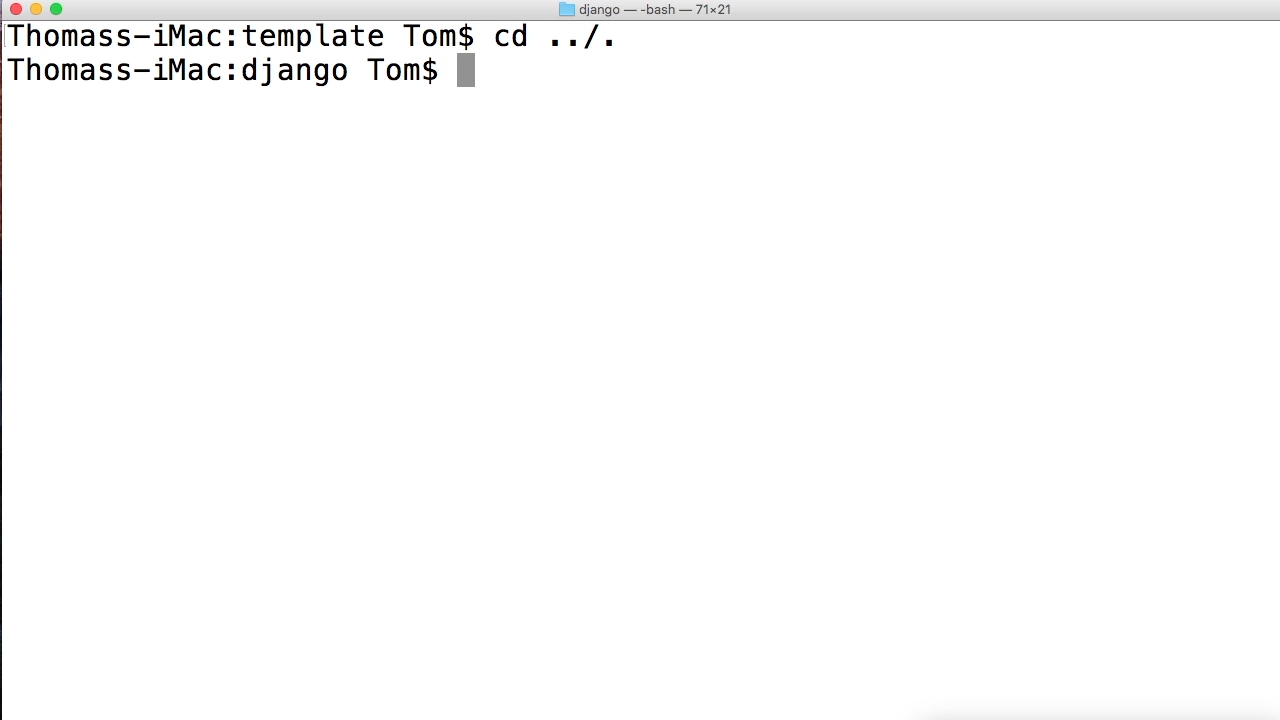 django — -bash — 71×21
Thomass-iMac:template Tom$ cd ../.
Thomass-iMac:django Tom$